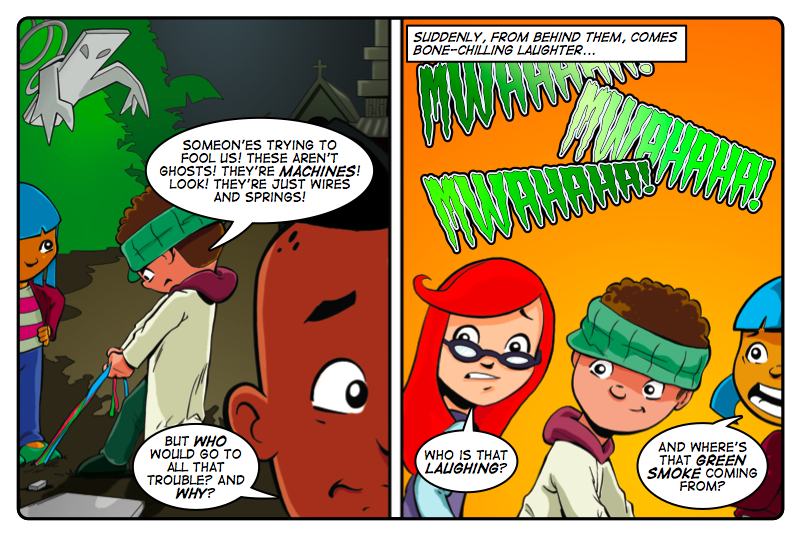 SOMEON'ES TRYING TO
FOOL US! THESE AREN'T
GHOSTS! THEY'RE MACHINES!
LOOK! THEY'RE JUST WIRES
AND SPRINGS!
BUT WHO
WOULD GO TO
ALL THAT
TROUBLE? AND
WHY?
SUDDENLY, FROM BEHIND THEM, COMES
BONE-CHILLING LAUGHTER...
MWAHAHA!
MWAHAHA!
MWAHAHA!
WHO IS THAT
LAUGHING?
AND WHERE'S
THAT GREEN
SMOKE COMING
FROM?